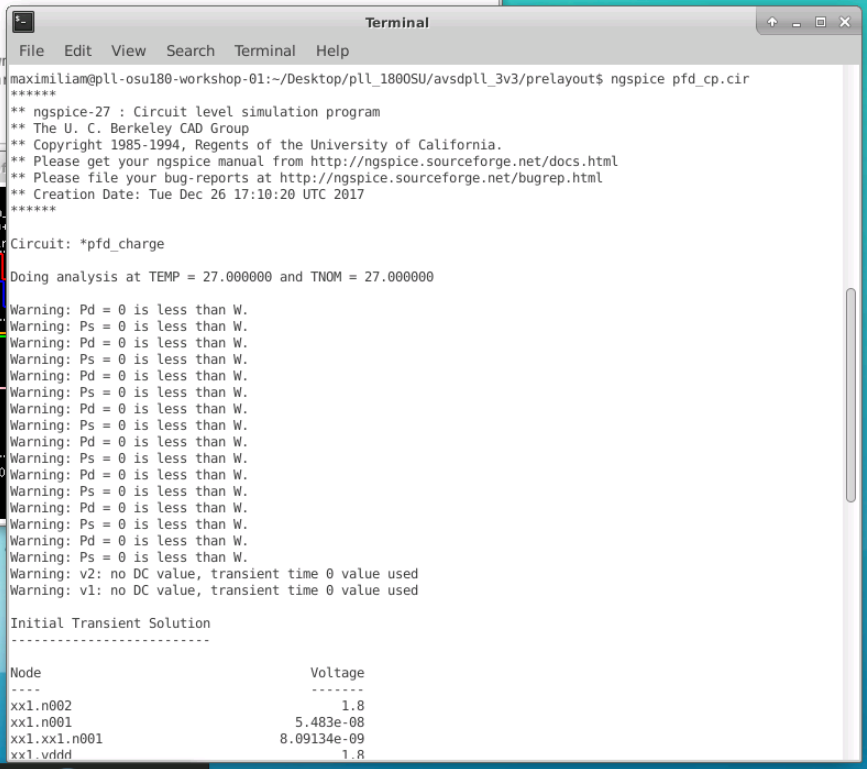 Terminal
File Edit View Search Terminal Help
maximiliam@pll-osu180-workshop-01:~/Desktop/pll_180OSU/avsdpll_3v3/prelayout$ ngspice pfd_cp.cir
******
** ngspice-27 : Circuit level simulation program
** The U. C. Berkeley CAD Group
** Copyright 1985-1994, Regents of the University of California.
** Please get your ngspice manual from http://ngspice.sourceforge.net/docs.html
** Please file your bug-reports at http://ngspice.sourceforge.net/bugrep.html
** Creation Date: Tue Dec 26 17:10:20 UTC 2017
******
Circuit: *pfd_charge
Doing analysis at TEMP = 27.000000 and TNOM = 27.000000
Warning: Pd = 0 is less than W.
Warning: Ps = 0 is less than W.
Warning: Pd = 0 is less than W.
Warning: Ps = 0 is less than W.
Warning: Pd = 0 is less than W.
Warning: Ps = 0 is less than W.
Warning: Pd = 0 is less than W.
Warning: Ps = 0 is less than W.
Warning: Pd = 0 is less than W.
Warning: Ps = 0 is less than W.
Warning: Pd = 0 is less than W.
Warning: Ps = 0 is less than W.
Warning: Pd = 0 is less than W.
Warning: Ps = 0 is less than W.
Warning: Pd = 0 is less than W.
Warning: Ps = 0 is less than W.
Warning: v2: no DC value, transient time 0 value used
Warning: v1: no DC value, transient time 0 value used
Initial Transient Solution
--------------------------
Node Voltage
---- -------
xx1.n002 1.8
xx1.n001 5.483e-08
xx1.xx1.n001 8.09134e-09
xx1.vddd 1.8